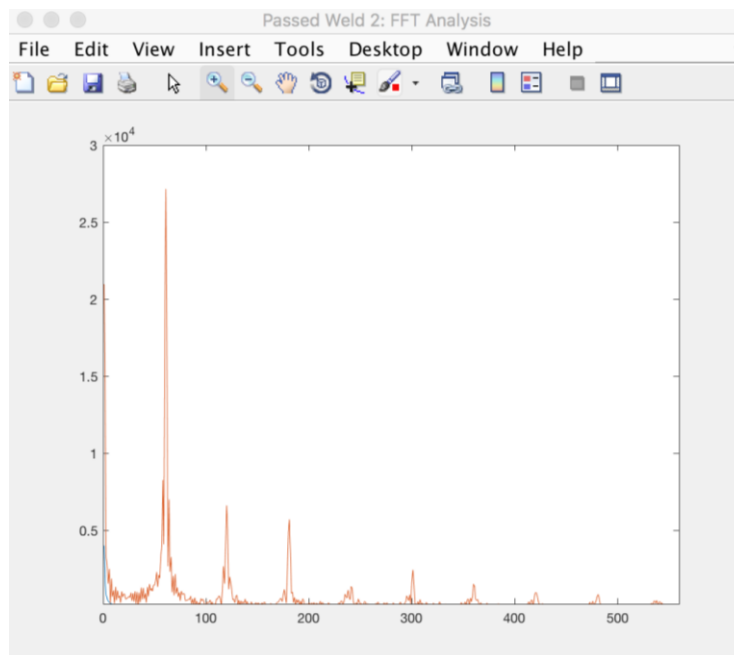 Passed Weld 2: FFT Analysis
File Edit View Insert Tools Desktop Window Help
×10⁴
3
2.5
2
1.5
1
0.5
0 100 200 300 400 500